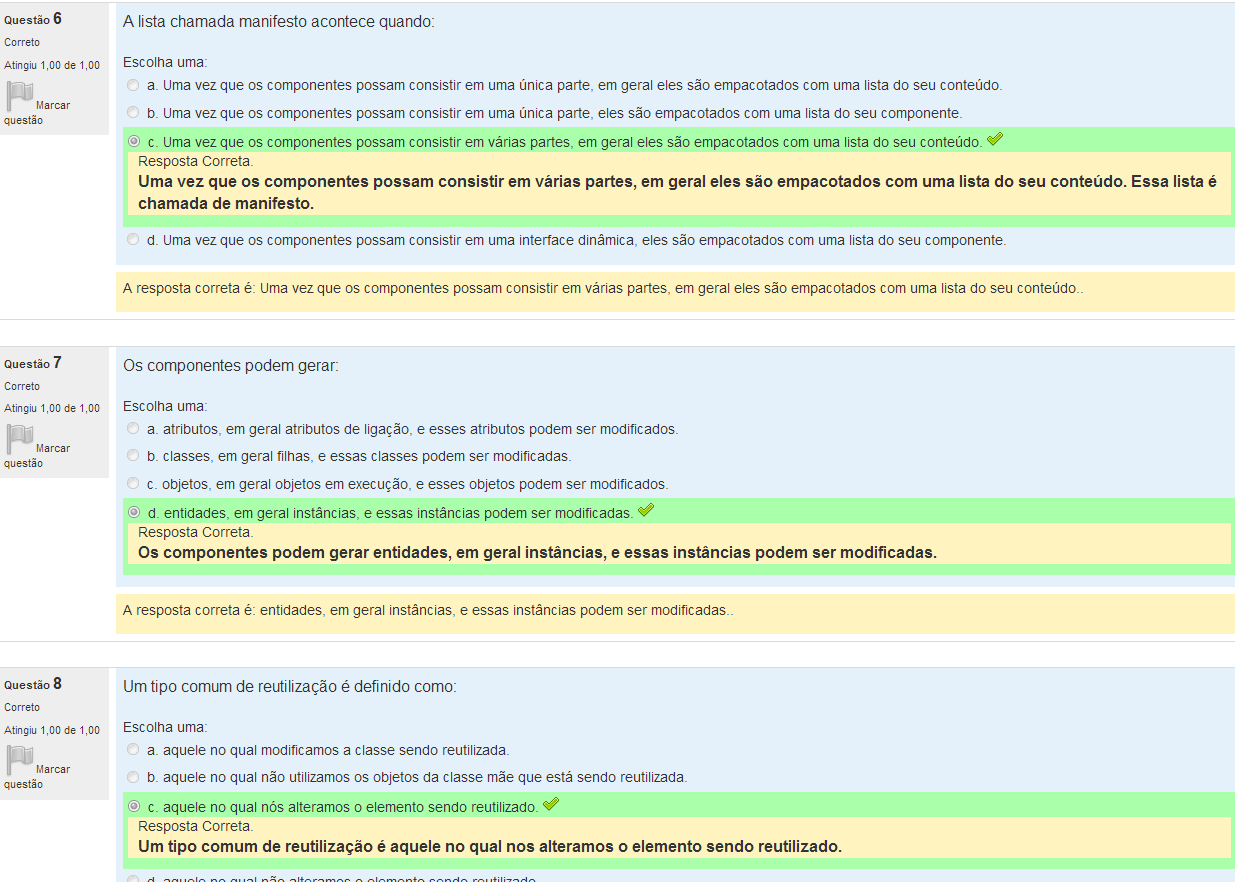 Questão 6
Correto
Atingiu 1,00 de 1,00
Marcar
questão
A lista chamada manifesto acontece quando:
Escolha uma:
a. Uma vez que os componentes possam consistir em uma única parte, em geral eles são empacotados com uma lista do seu conteúdo.
b. Uma vez que os componentes possam consistir em uma única parte, eles são empacotados com uma lista do seu componente.
c. Uma vez que os componentes possam consistir em várias partes, em geral eles são empacotados com uma lista do seu conteúdo.
Resposta Correta.
Uma vez que os componentes possam consistir em várias partes, em geral eles são empacotados com uma lista do seu conteúdo. Essa lista é
chamada de manifesto.
d. Uma vez que os componentes possam consistir em uma interface dinâmica, eles são empacotados com uma lista do seu componente.
A resposta correta é: Uma vez que os componentes possam consistir em várias partes, em geral eles são empacotados com uma lista do seu conteúdo..
Questão 7
Correto
Atingiu 1,00 de 1,00
Marcar
questão
Os componentes podem gerar:
Escolha uma:
a. atributos, em geral atributos de ligação, e esses atributos podem ser modificados.
b. classes, em geral filhas, e essas classes podem ser modificadas.
c. objetos, em geral objetos em execução, e esses objetos podem ser modificados.
d. entidades, em geral instâncias, e essas instâncias podem ser modificadas.
Resposta Correta.
Os componentes podem gerar entidades, em geral instâncias, e essas instâncias podem ser modificadas.
A resposta correta é: entidades, em geral instâncias, e essas instâncias podem ser modificadas..
Questão 8
Correto
Atingiu 1,00 de 1,00
Marcar
questão
Um tipo comum de reutilização é definido como:
Escolha uma:
a. aquele no qual modificamos a classe sendo reutilizada.
b. aquele no qual não utilizamos os objetos da classe mãe que está sendo reutilizada.
c. aquele no qual nós alteramos o elemento sendo reutilizado.
Resposta Correta.
Um tipo comum de reutilização é aquele no qual nos alteramos o elemento sendo reutilizado.
d. aquele no qual não alteramos o elemento sendo reutilizado.